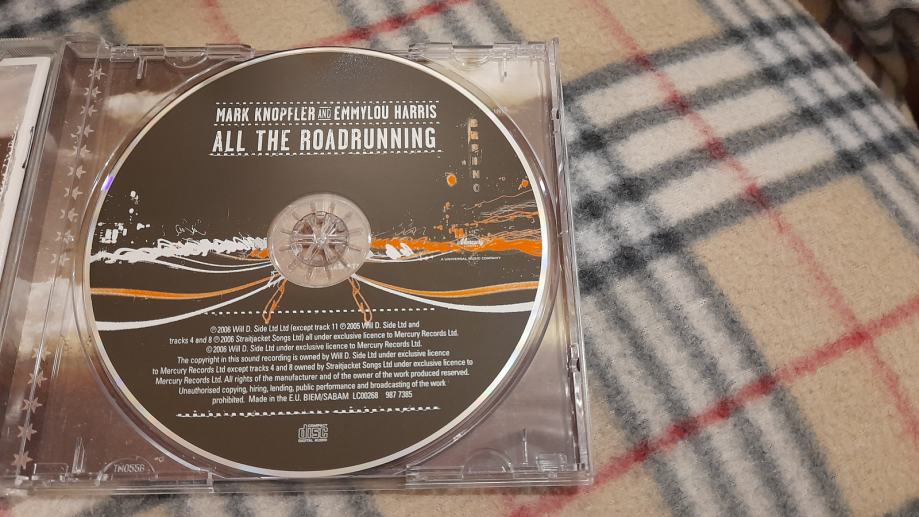 MARK KNOPFLER AND EMMYLOU HARRIS
ALL THE ROADRUNNING
Mercury
A UNIVERSAL MUSIC COMPANY
℗2006 Will D. Side Ltd (except track 11 ℗2005 Will D. Side Ltd and
tracks 4 and 8 ℗2006 Straitjacket Songs Ltd) all under exclusive licence to Mercury Records Ltd.
©2006 Will D. Side Ltd under exclusive licence to Mercury Records Ltd.
The copyright in this sound recording is owned by Will D. Side Ltd under exclusive licence
to Mercury Records Ltd except tracks 4 and 8 owned by Straitjacket Songs Ltd under exclusive licence to
Mercury Records Ltd. All rights of the manufacturer and of the owner of the work produced reserved.
Unauthorised copying, hiring, lending, public performance and broadcasting of the work
prohibited. Made in the E.U. BIEM/SABAM LC00268 987 7385
COMPACT
disc
DIGITAL AUDIO
TM0556